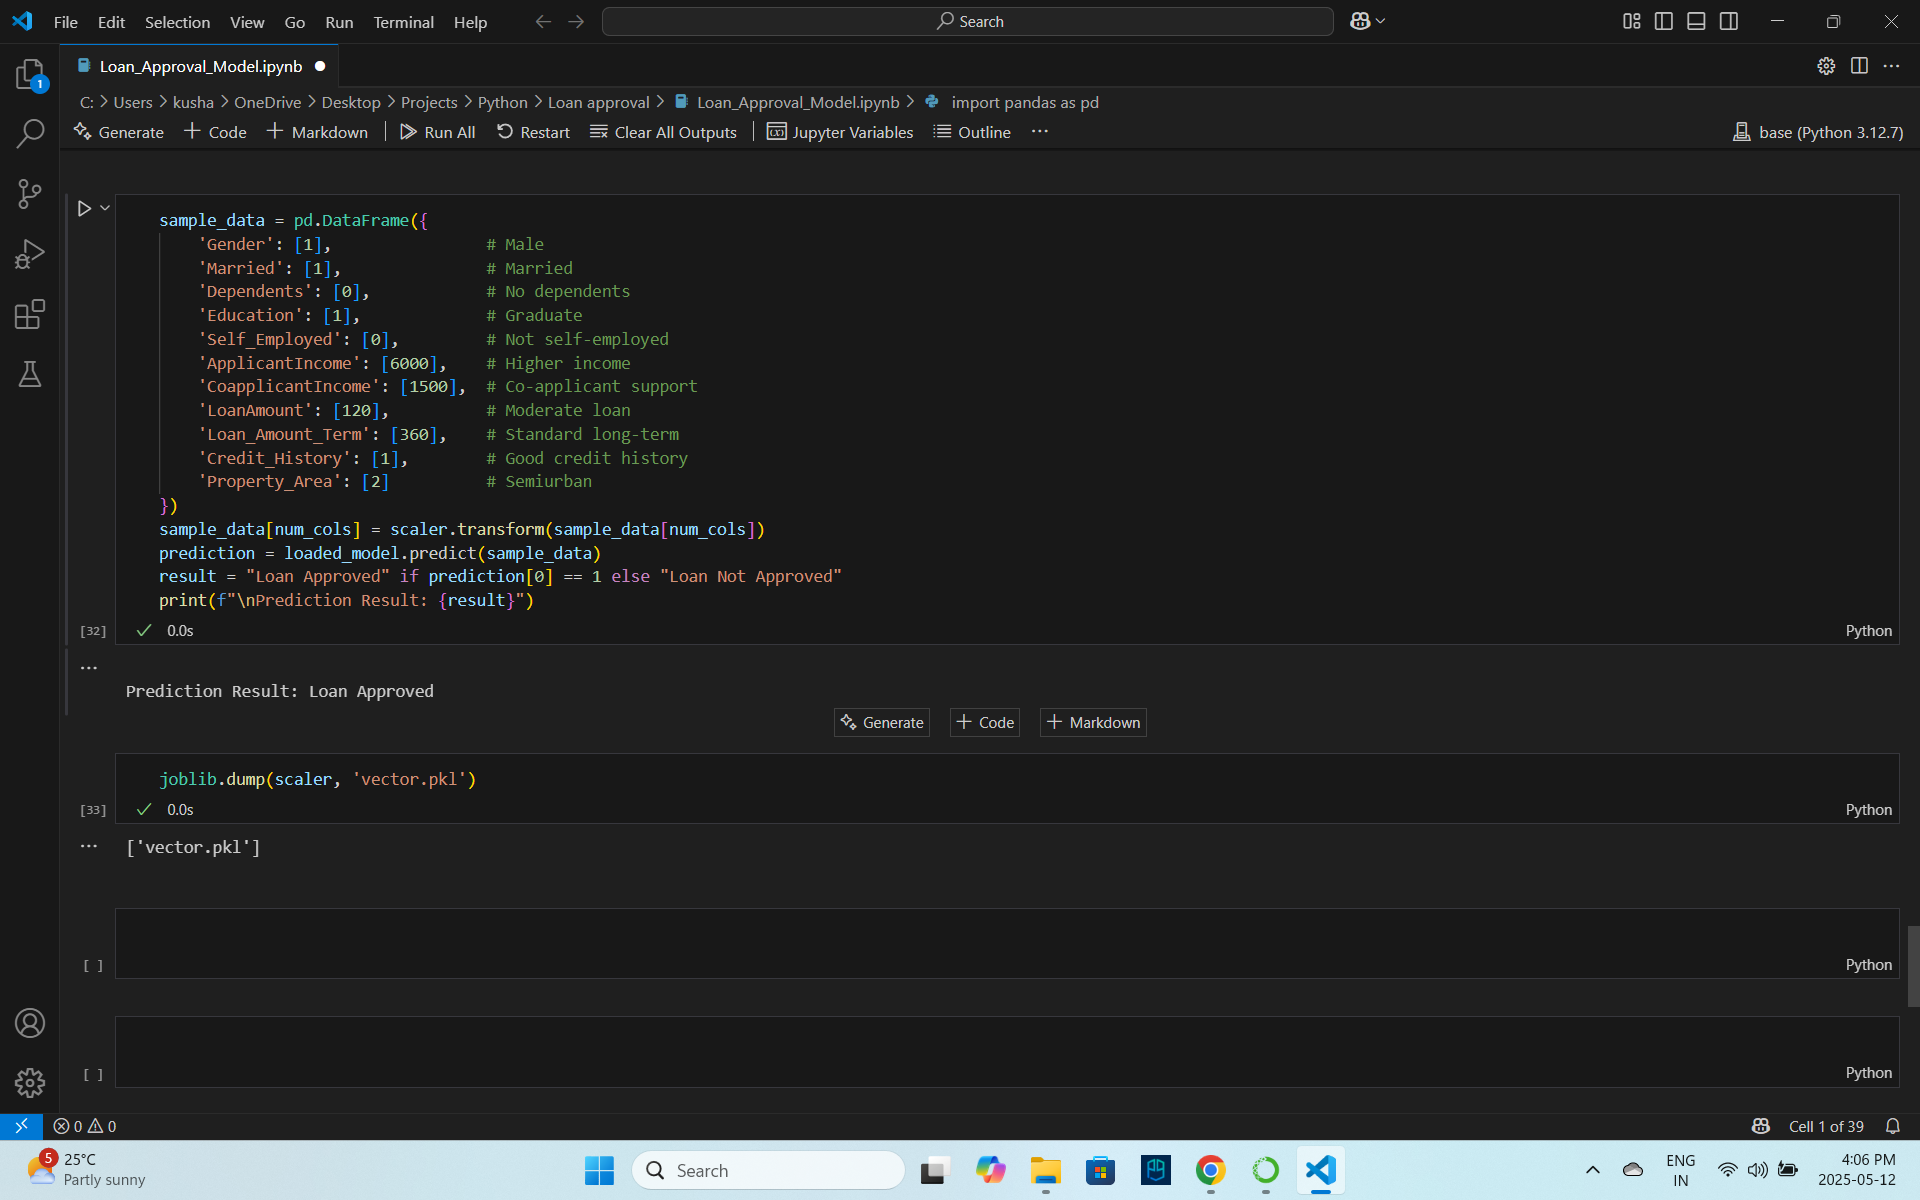 File Edit Selection View Go Run Terminal Help
Search
Loan_Approval_Model.ipynb
1
C: > Users > kusha > OneDrive > Desktop > Projects > Python > Loan approval > Loan_Approval_Model.ipynb > import pandas as pd
Generate + Code + Markdown | Run All Restart Clear All Outputs | Jupyter Variables Outline ...
base (Python 3.12.7)
sample_data = pd.DataFrame({
    'Gender': [1],                # Male
    'Married': [1],               # Married
    'Dependents': [0],            # No dependents
    'Education': [1],             # Graduate
    'Self_Employed': [0],         # Not self-employed
    'ApplicantIncome': [6000],    # Higher income
    'CoapplicantIncome': [1500],  # Co-applicant support
    'LoanAmount': [120],          # Moderate loan
    'Loan_Amount_Term': [360],    # Standard long-term
    'Credit_History': [1],        # Good credit history
    'Property_Area': [2]          # Semiurban
})
sample_data[num_cols] = scaler.transform(sample_data[num_cols])
prediction = loaded_model.predict(sample_data)
result = "Loan Approved" if prediction[0] == 1 else "Loan Not Approved"
print(f"\nPrediction Result: {result}")
[32] 0.0s Python
...
Prediction Result: Loan Approved
Generate + Code + Markdown
joblib.dump(scaler, 'vector.pkl')
[33] 0.0s Python
... ['vector.pkl']
[ ] Python
[ ] Python
0 0 Cell 1 of 39
5 25°C
Partly sunny
Search
ENG
IN
4:06 PM
2025-05-12